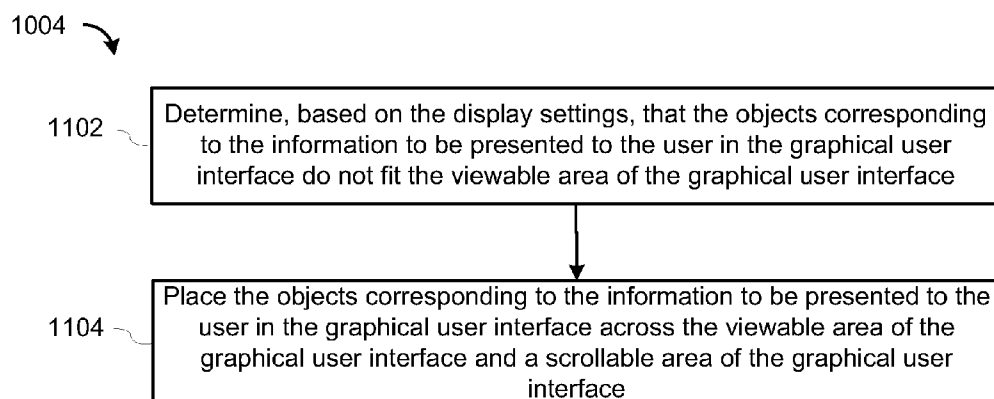 1004
1102
Determine, based on the display settings, that the objects corresponding
to the information to be presented to the user in the graphical user
interface do not fit the viewable area of the graphical user interface
1104
Place the objects corresponding to the information to be presented to the
user in the graphical user interface across the viewable area of the
graphical user interface and a scrollable area of the graphical user
interface